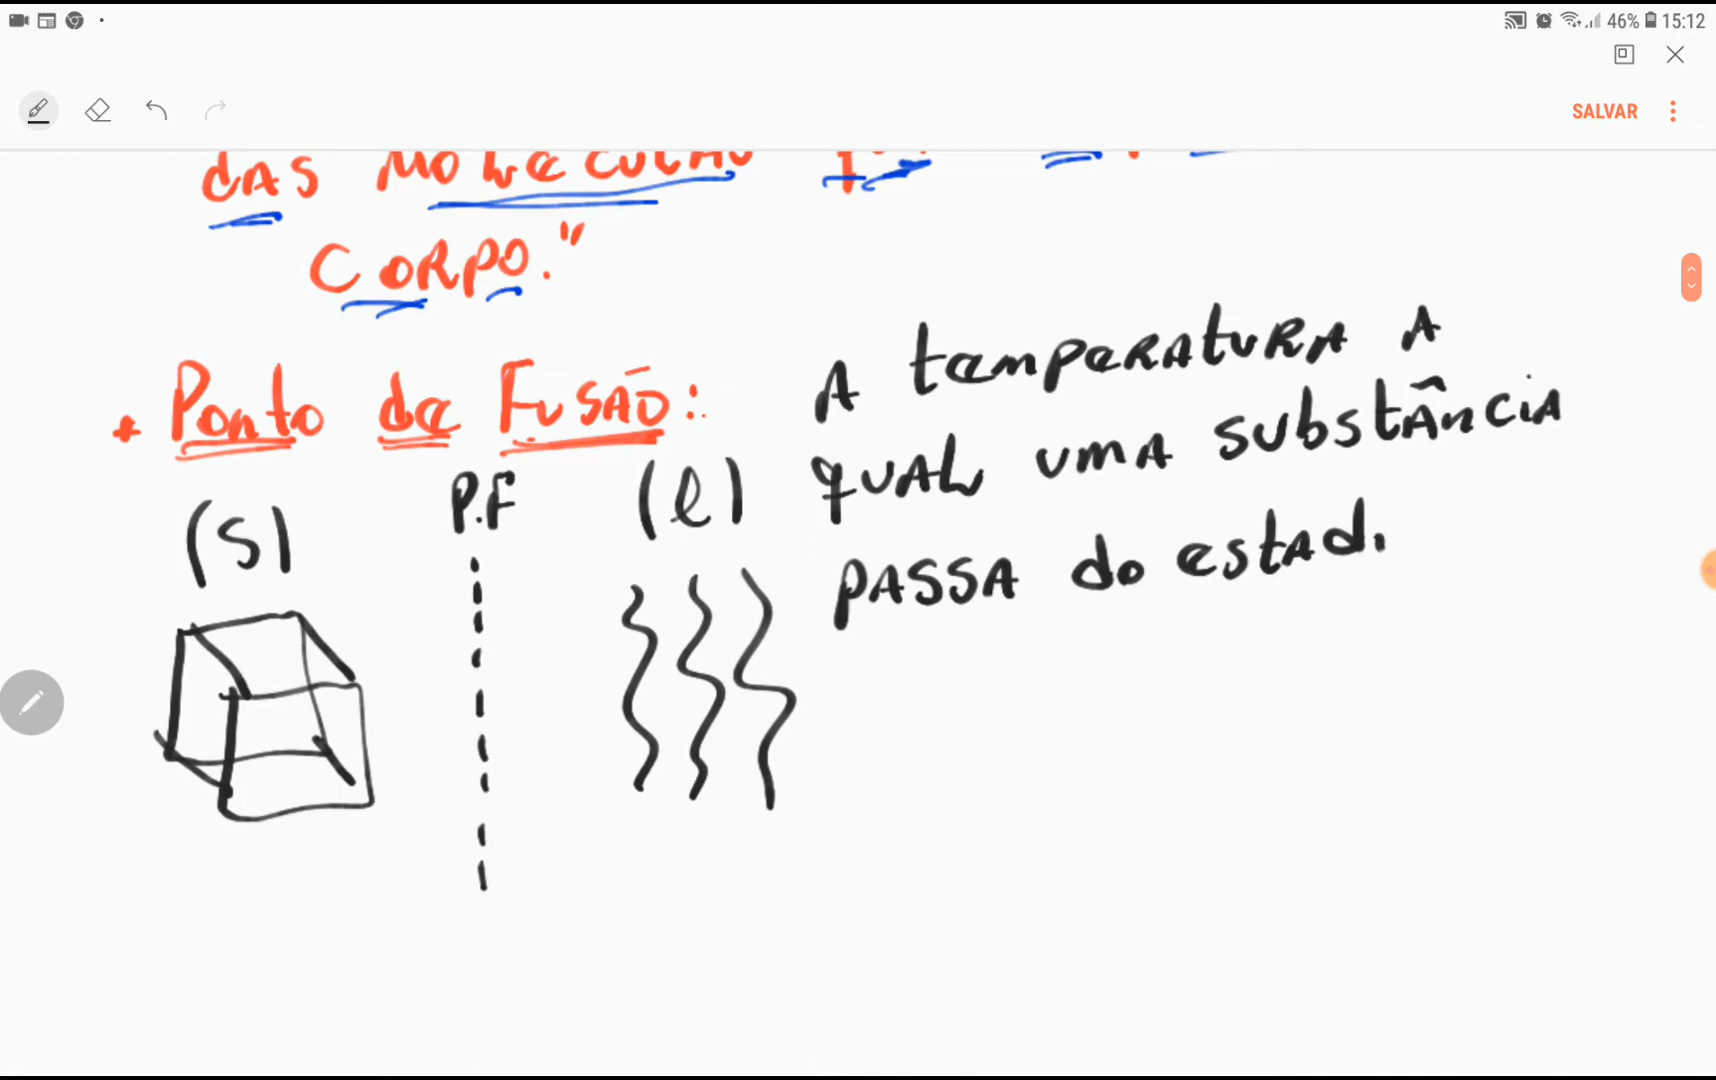 46% 15:12
SALVAR
das moléculas
corpo."
+ Ponto de Fusão:
A temperatura a
qual uma substância
passa do estad.
(s)
P.F
(l)